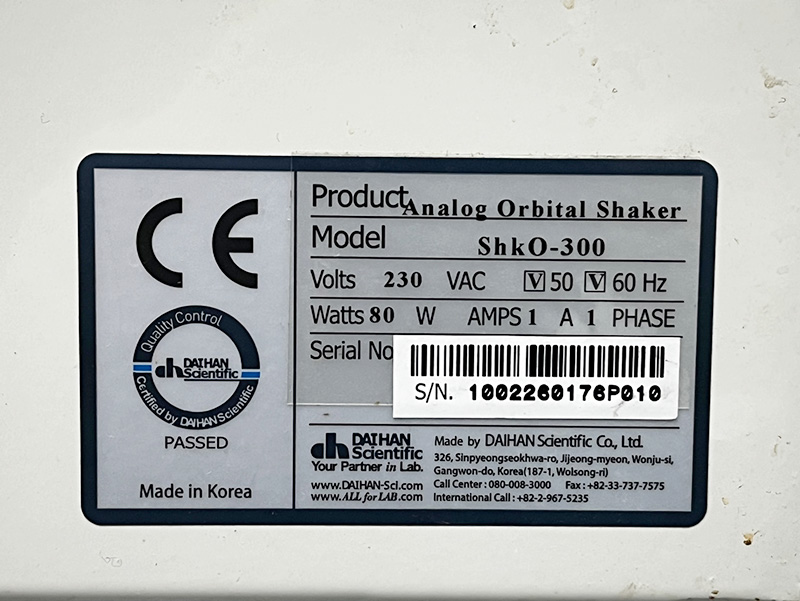 CE
Quality Control
dh DAIHAN Scientific
Certified by DAIHAN Scientific
PASSED
Made in Korea
Product Analog Orbital Shaker
Model ShkO-300
Volts 230 VAC V 50 V 60 Hz
Watts 80 W AMPS 1 A 1 PHASE
Serial No
S/N. 1002260176P010
dh DAIHAN Scientific
Your Partner in Lab.
www.DAIHAN-Sci.com
www.ALLforLAB.com
Made by DAIHAN Scientific Co., Ltd.
326, Sinpyeongseokhwa-ro, Jijeong-myeon, Wonju-si,
Gangwon-do, Korea(187-1, Wolsong-ri)
Call Center : 080-008-3000 Fax : +82-33-737-7575
International Call : +82-2-967-5235